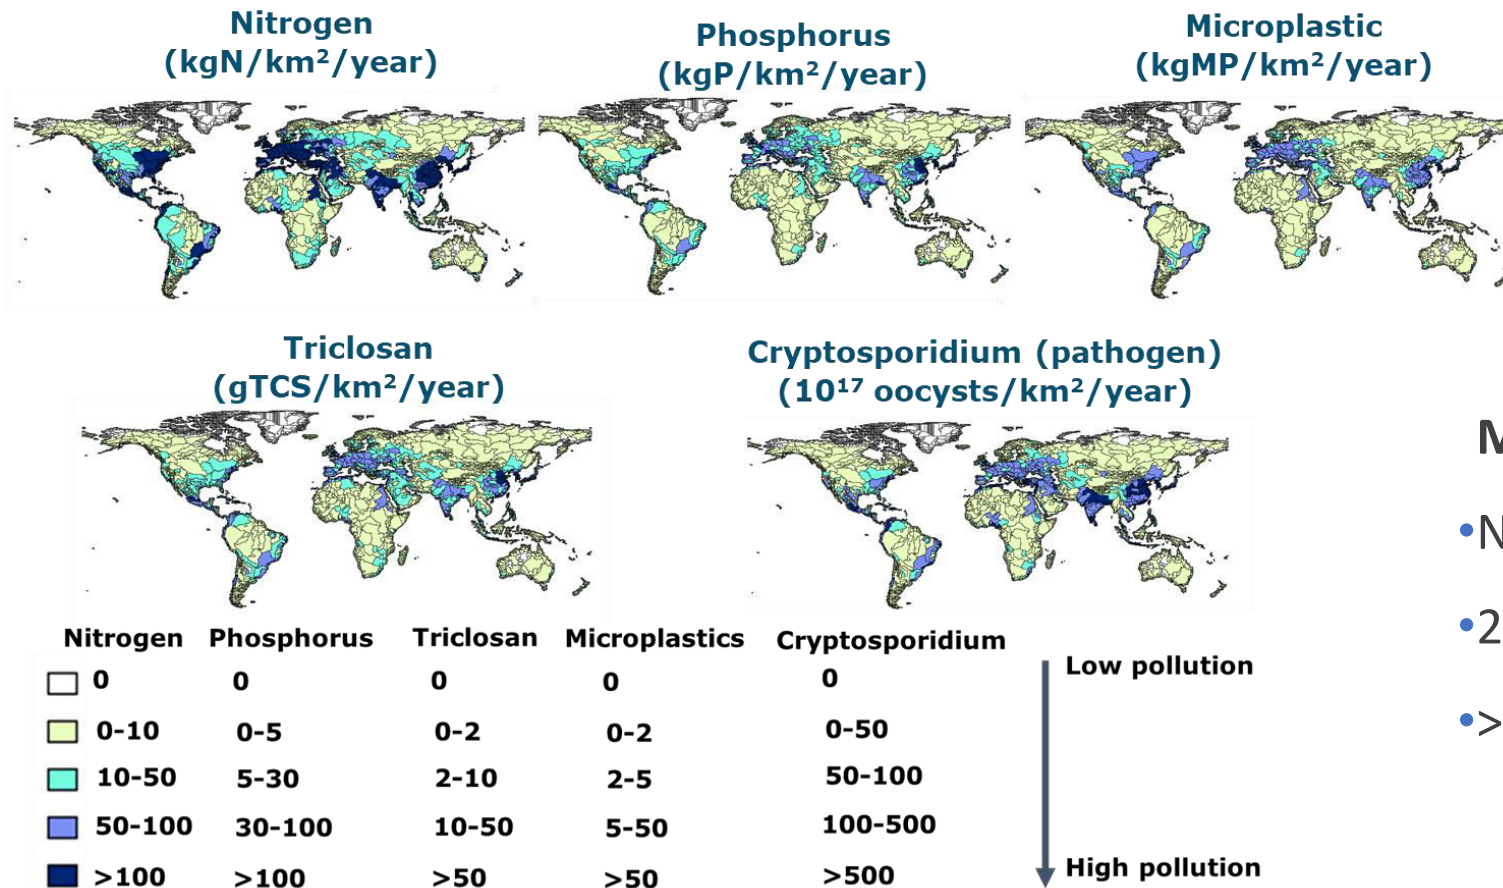 Nitrogen
(kgN/km²/year)
Phosphorus
(kgP/km²/year)
Microplastic
(kgMP/km²/year)
Triclosan
(gTCS/km²/year)
Cryptosporidium (pathogen)
(10¹⁷ oocysts/km²/year)
Nitrogen Phosphorus Triclosan Microplastics Cryptosporidium
0 0 0 0 0
0-10 0-5 0-2 0-2 0-50
10-50 5-30 2-10 2-5 50-100
50-100 30-100 10-50 5-50 100-500
>100 >100 >50 >50 >500
Low pollution
High pollution
M
•N
•2
•>